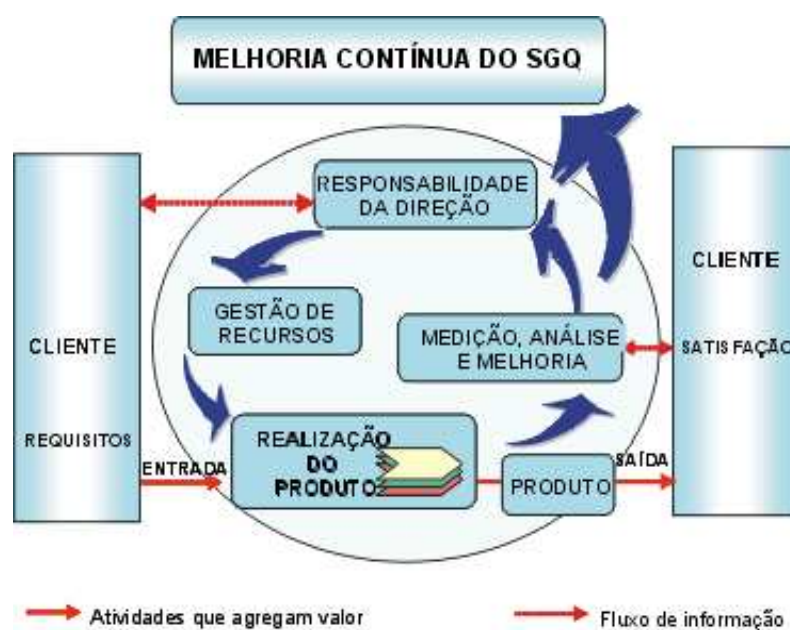 MELHORIA CONTÍNUA DO SGQ
RESPONSABILIDADE
DA DIREÇÃO
CLIENTE
GESTÃO DE
RECURSOS
MEDIÇÃO, ANÁLISE
E MELHORIA
CLIENTE
SATISFAÇÃO
REQUISITOS
ENTRADA
REALIZAÇÃO
DO
PRODUTO
PRODUTO
SAÍDA
Atividades que agregam valor
Fluxo de informação